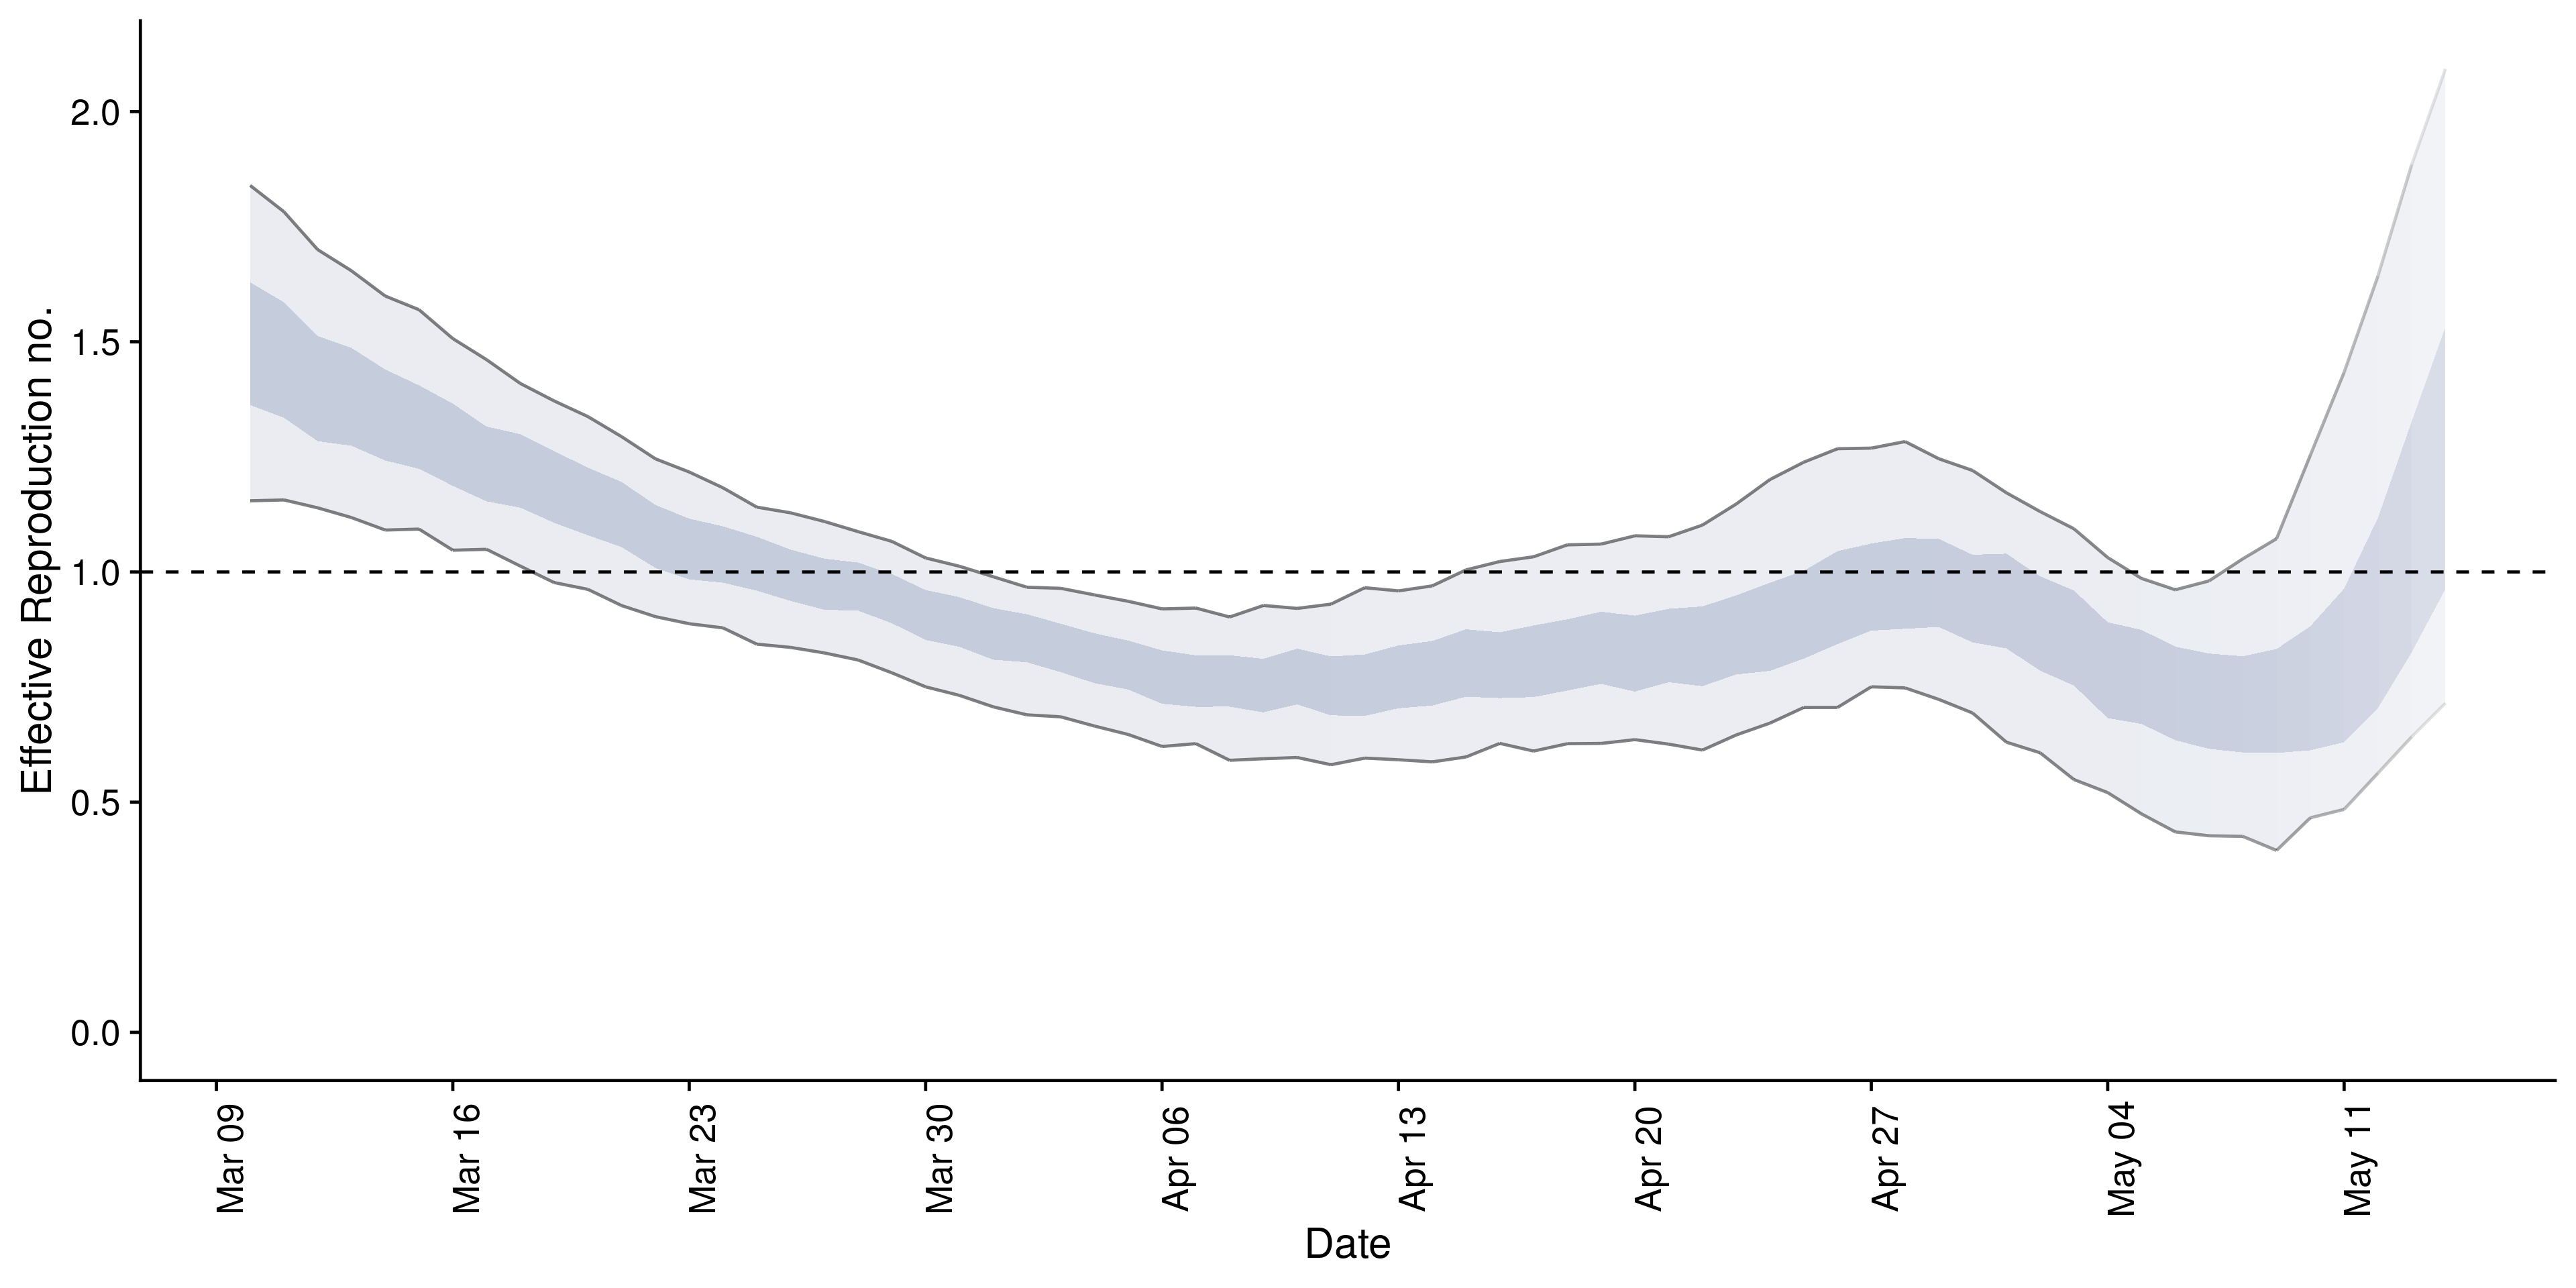 Effective Reproduction no.
2.0
1.5
1.0
0.5
0.0
Mar 09
Mar 16
Mar 23
Mar 30
Apr 06
Apr 13
Apr 20
Apr 27
May 04
May 11
Date